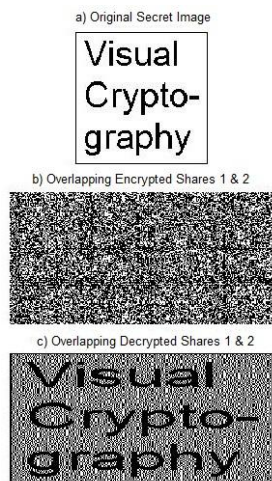 a) Original Secret Image
Visual
Crypto-
graphy
b) Overlapping Encrypted Shares 1 & 2
c) Overlapping Decrypted Shares 1 & 2
Visual
Crypto-
graphy